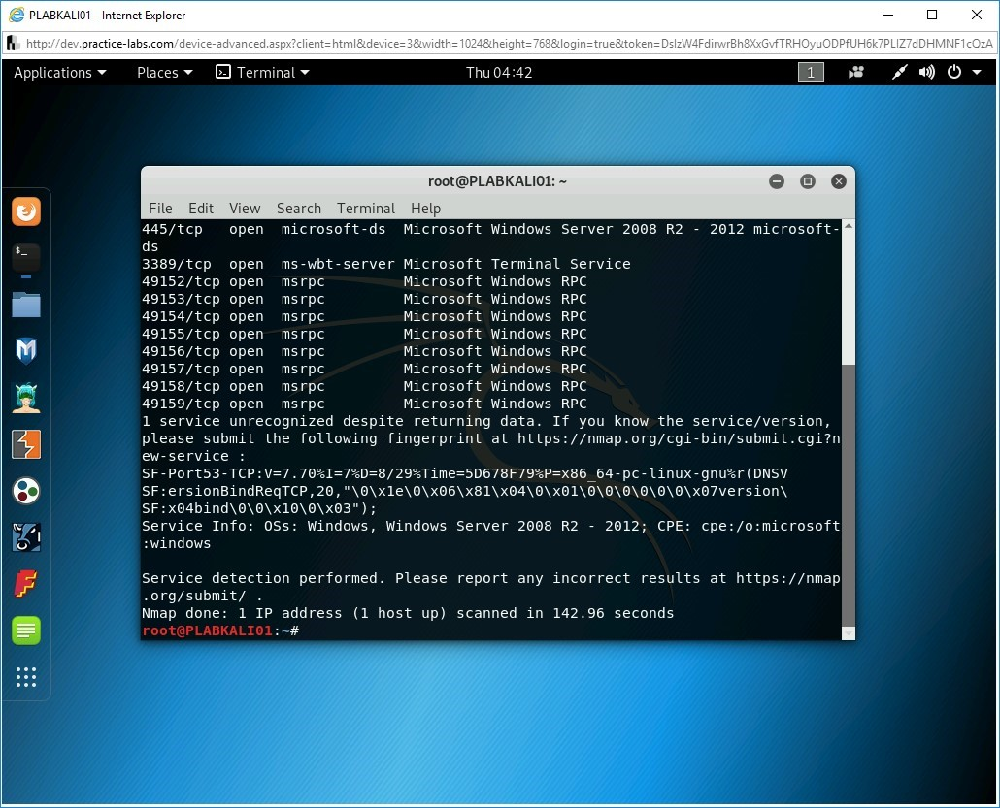 PLABKALI01 - Internet Explorer
http://dev.practice-labs.com/device-advanced.aspx?client=html&device=3&width=1024&height=768&login=true&token=DslzW4FdirwrBh8XxGvfTRHOyuODPfUH6k7PLlZ7dDHMNF1cQzA
Applications Places Terminal Thu 04:42 1
root@PLABKALI01: ~
File Edit View Search Terminal Help
445/tcp open microsoft-ds Microsoft Windows Server 2008 R2 - 2012 microsoft-
ds
3389/tcp open ms-wbt-server Microsoft Terminal Service
49152/tcp open msrpc Microsoft Windows RPC
49153/tcp open msrpc Microsoft Windows RPC
49154/tcp open msrpc Microsoft Windows RPC
49155/tcp open msrpc Microsoft Windows RPC
49156/tcp open msrpc Microsoft Windows RPC
49157/tcp open msrpc Microsoft Windows RPC
49158/tcp open msrpc Microsoft Windows RPC
49159/tcp open msrpc Microsoft Windows RPC
1 service unrecognized despite returning data. If you know the service/version,
please submit the following fingerprint at https://nmap.org/cgi-bin/submit.cgi?n
ew-service :
SF-Port53-TCP:V=7.70%I=7%D=8/29%Time=5D678F79%P=x86_64-pc-linux-gnu%r(DNSV
SF:ersionBindReqTCP,20,"\0\x1e\0\x06\x81\x04\0\x01\0\0\0\0\0\0\x07version\
SF:x04bind\0\0\x10\0\x03");
Service Info: OSs: Windows, Windows Server 2008 R2 - 2012; CPE: cpe:/o:microsoft
:windows
Service detection performed. Please report any incorrect results at https://nmap
.org/submit/ .
Nmap done: 1 IP address (1 host up) scanned in 142.96 seconds
root@PLABKALI01:~#